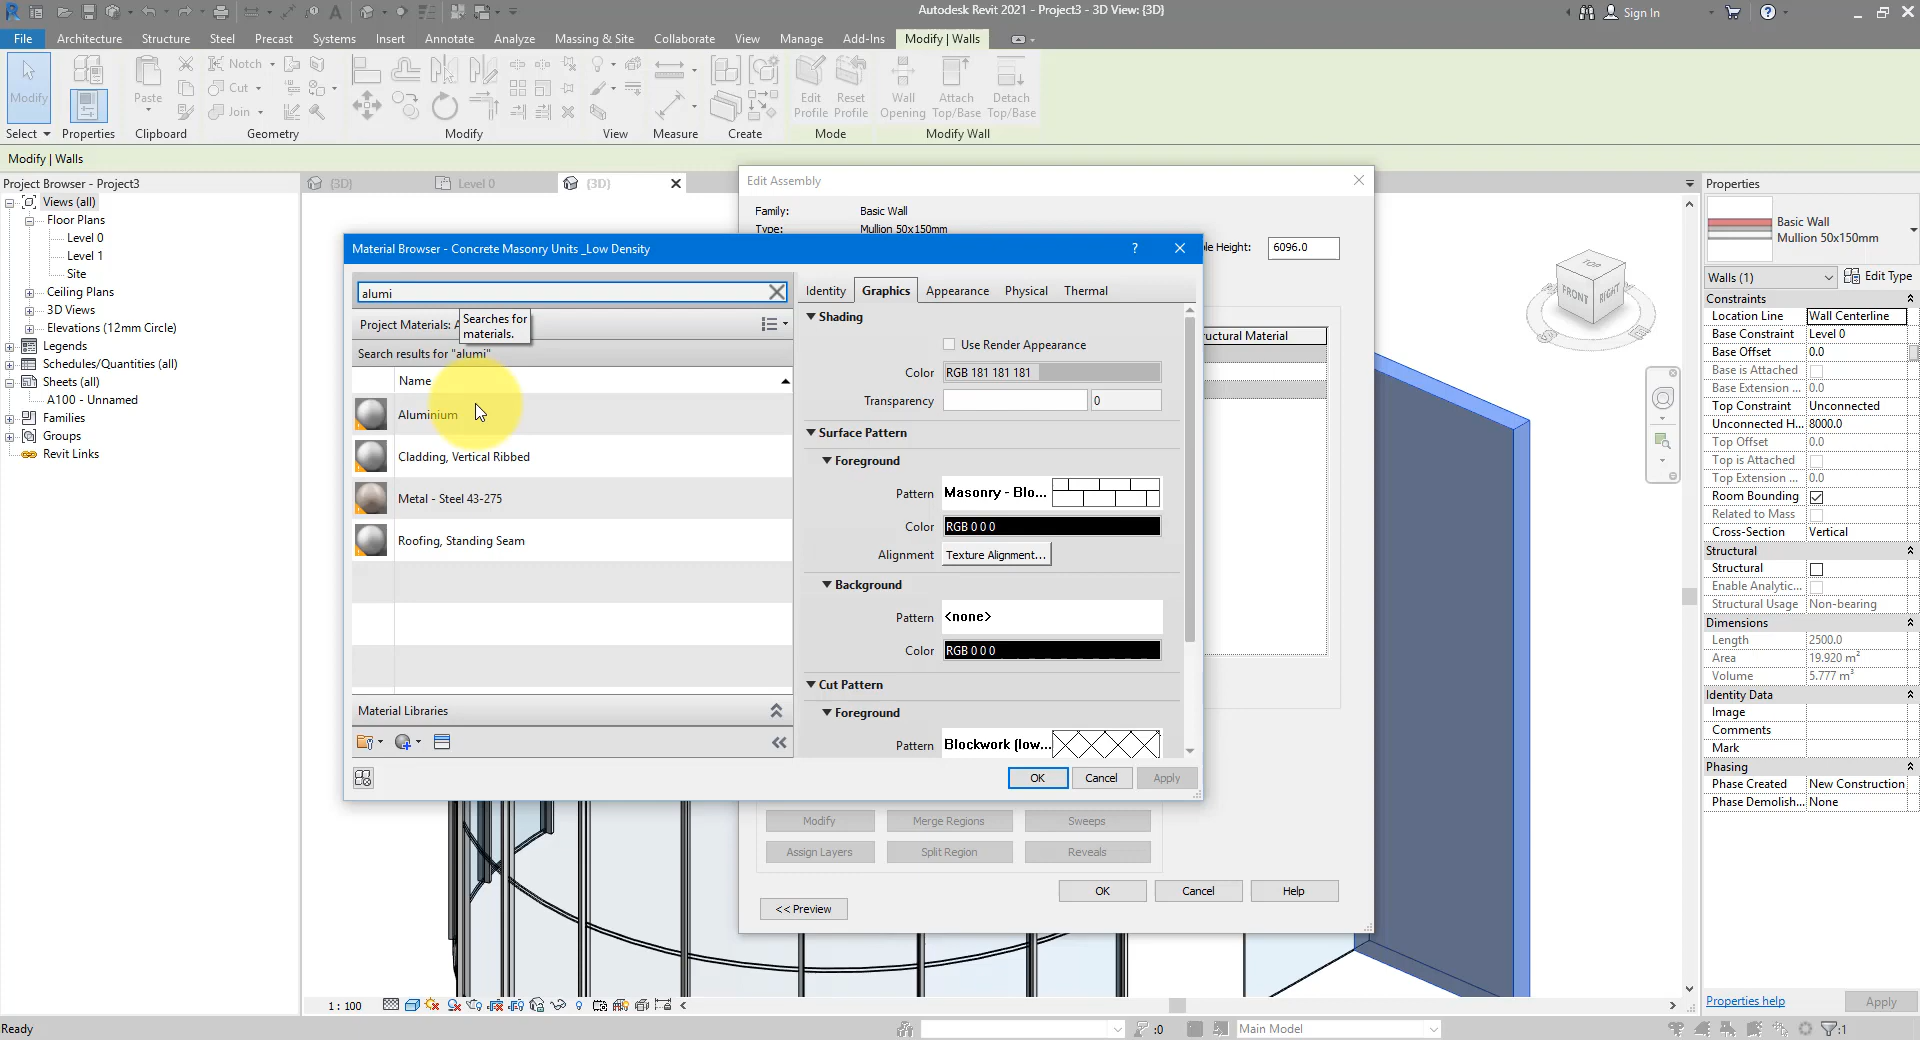 Autodesk Revit 2021 - Project3 - 3D View: {3D}
Sign In
File Architecture Structure Steel Precast Systems Insert Annotate Analyze Massing & Site Collaborate View Manage Add-Ins Modify | Walls
Modify
Properties
Paste
Notch
Cut
Join
Edit Profile
Reset Profile
Wall Opening
Attach Top/Base
Detach Top/Base
Select Properties Clipboard Geometry Modify View Measure Create Mode Modify Wall
Modify | Walls
Project Browser - Project3
Views (all)
Floor Plans
Level 0
Level 1
Site
Ceiling Plans
3D Views
Elevations (12mm Circle)
Legends
Schedules/Quantities (all)
Sheets (all)
A100 - Unnamed
Families
Groups
Revit Links
{3D}
Level 0
{3D}
Edit Assembly
Family: Basic Wall
Type: Mullion 50x150mm
le Height: 6096.0
uctural Material
Modify Merge Regions Sweeps
Assign Layers Split Region Reveals
OK Cancel Help
<< Preview
Material Browser - Concrete Masonry Units _Low Density
?
alumi
Searches for
materials.
Project Materials: A
Search results for "alumi"
Name
Aluminium
Cladding, Vertical Ribbed
Metal - Steel 43-275
Roofing, Standing Seam
Material Libraries
Identity Graphics Appearance Physical Thermal
Shading
Use Render Appearance
Color RGB 181 181 181
Transparency 0
Surface Pattern
Foreground
Pattern Masonry - Blo...
Color RGB 0 0 0
Alignment Texture Alignment...
Background
Pattern <none>
Color RGB 0 0 0
Cut Pattern
Foreground
Pattern Blockwork (low...
OK Cancel Apply
TOP
FRONT
RIGHT
Properties
Basic Wall
Mullion 50x150mm
Walls (1) Edit Type
Constraints
Location Line Wall Centerline
Base Constraint Level 0
Base Offset 0.0
Base is Attached
Base Extension ... 0.0
Top Constraint Unconnected
Unconnected H... 8000.0
Top Offset 0.0
Top is Attached
Top Extension ... 0.0
Room Bounding
Related to Mass
Cross-Section Vertical
Structural
Structural
Enable Analytic...
Structural Usage Non-bearing
Dimensions
Length 2500.0
Area 19.920 m²
Volume 5.777 m³
Identity Data
Image
Comments
Mark
Phasing
Phase Created New Construction
Phase Demolish... None
Properties help Apply
1 : 100
Ready
:0
Main Model
:1